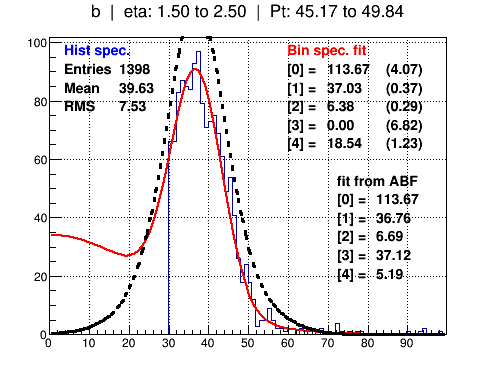 b | eta: 1.50 to 2.50 | Pt: 45.17 to 49.84
Hist spec.
Entries 1398
Mean 39.63
RMS 7.53
Bin spec. fit
[0] = 113.67 (4.07)
[1] = 37.03 (0.37)
[2] = 6.38 (0.29)
[3] = 0.00 (6.82)
[4] = 18.54 (1.23)
fit from ABF
[0] = 113.67
[1] = 36.76
[2] = 6.69
[3] = 37.12
[4] = 5.19
100
80
60
40
20
0
0 10 20 30 40 50 60 70 80 90